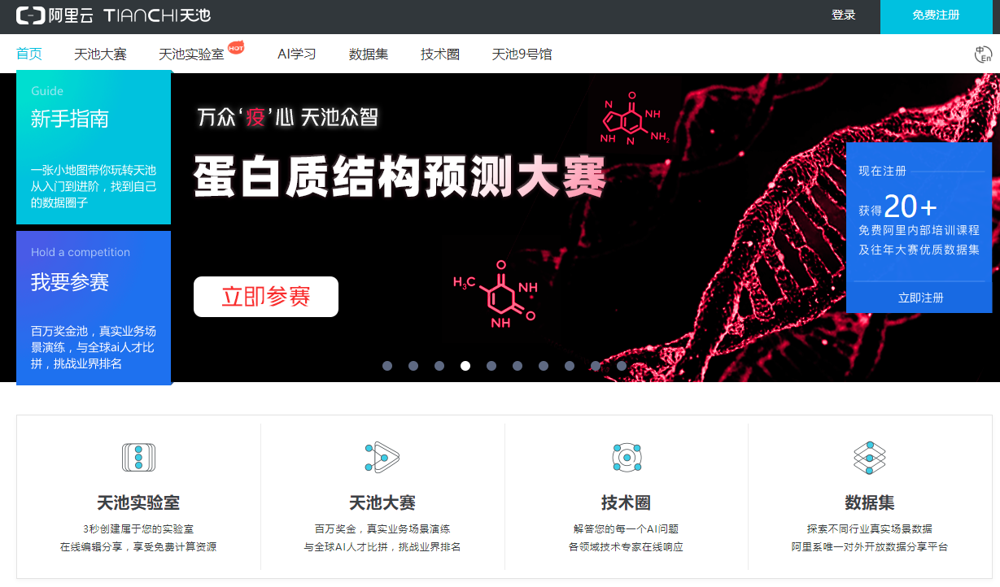 阿里云 TIANCHI天池
登录
免费注册
首页 天池大赛 天池实验室 HOT AI学习 数据集 技术圈 天池9号馆
中 En
Guide
新手指南
一张小地图带你玩转天池
从入门到进阶，找到自己
的数据圈子
Hold a competition
我要参赛
百万奖金池，真实业务场
景演练，与全球ai人才比
拼，挑战业界排名
万众‘疫’心 天池众智
蛋白质结构预测大赛
立即参赛
O
N
NH
NH
N
NH₂
O
H₃C
NH
O
NH
现在注册
获得20+
免费阿里内部培训课程
及往年大赛优质数据集
立即注册
天池实验室
3秒创建属于您的实验室
在线编辑分享，享受免费计算资源
天池大赛
百万奖金，真实业务场景演练
与全球AI人才比拼，挑战业界排名
技术圈
解答您的每一个AI问题
各领域技术专家在线响应
数据集
探索不同行业真实场景数据
阿里系唯一对外开放数据分享平台